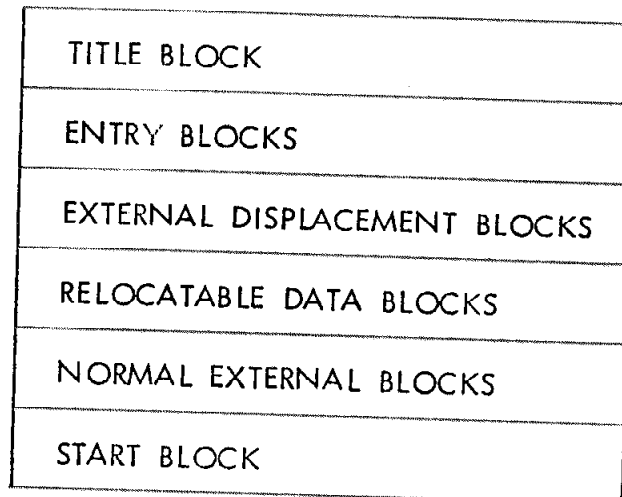 TITLE BLOCK
ENTRY BLOCKS
EXTERNAL DISPLACEMENT BLOCKS
RELOCATABLE DATA BLOCKS
NORMAL EXTERNAL BLOCKS
START BLOCK